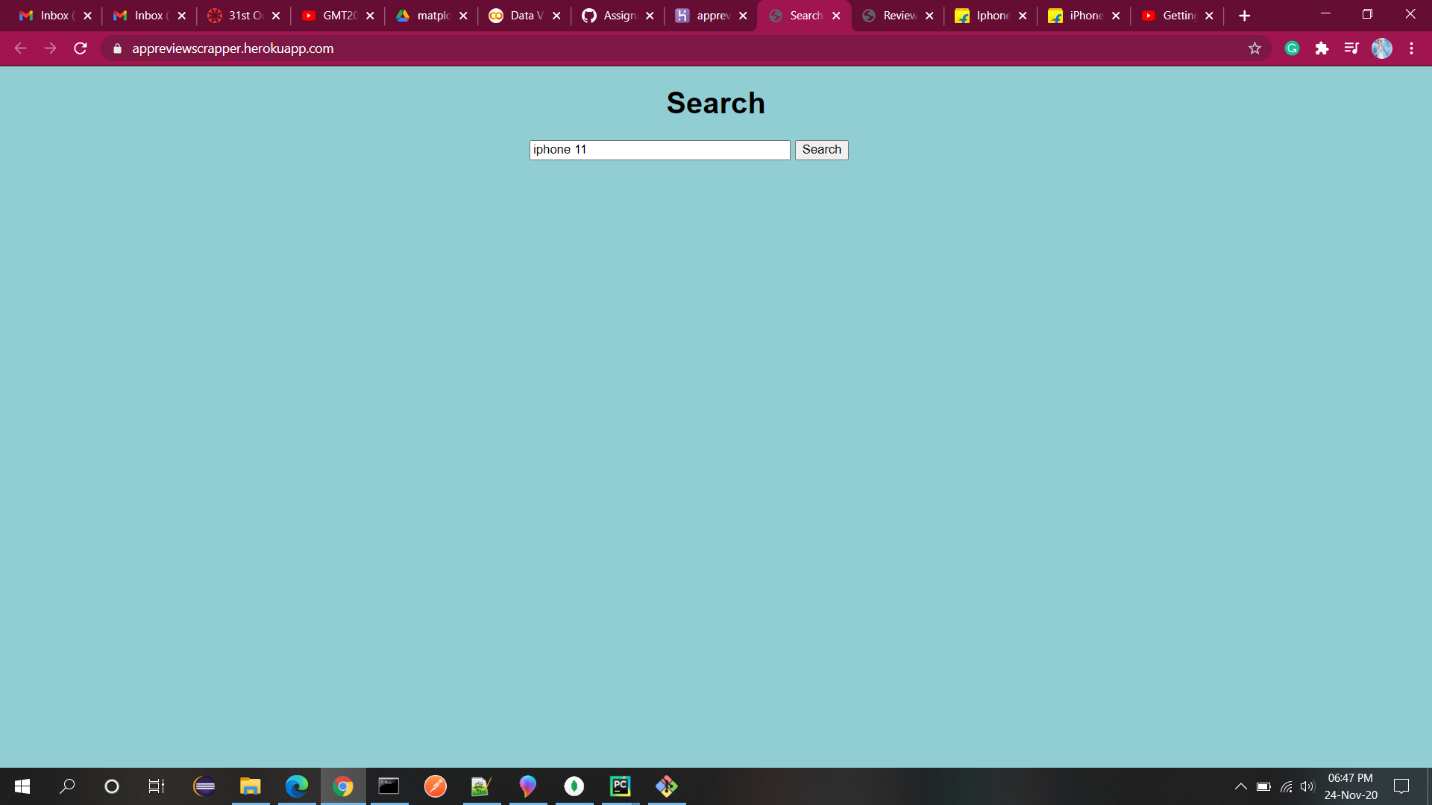 Inbox (
Inbox (
31st O
GMT20
matplo
Data V
Assign
apprev
Search
Review
Iphone
iPhone
Getting
appreviewscrapper.herokuapp.com
Search
iphone 11
Search
06:47 PM
24-Nov-20